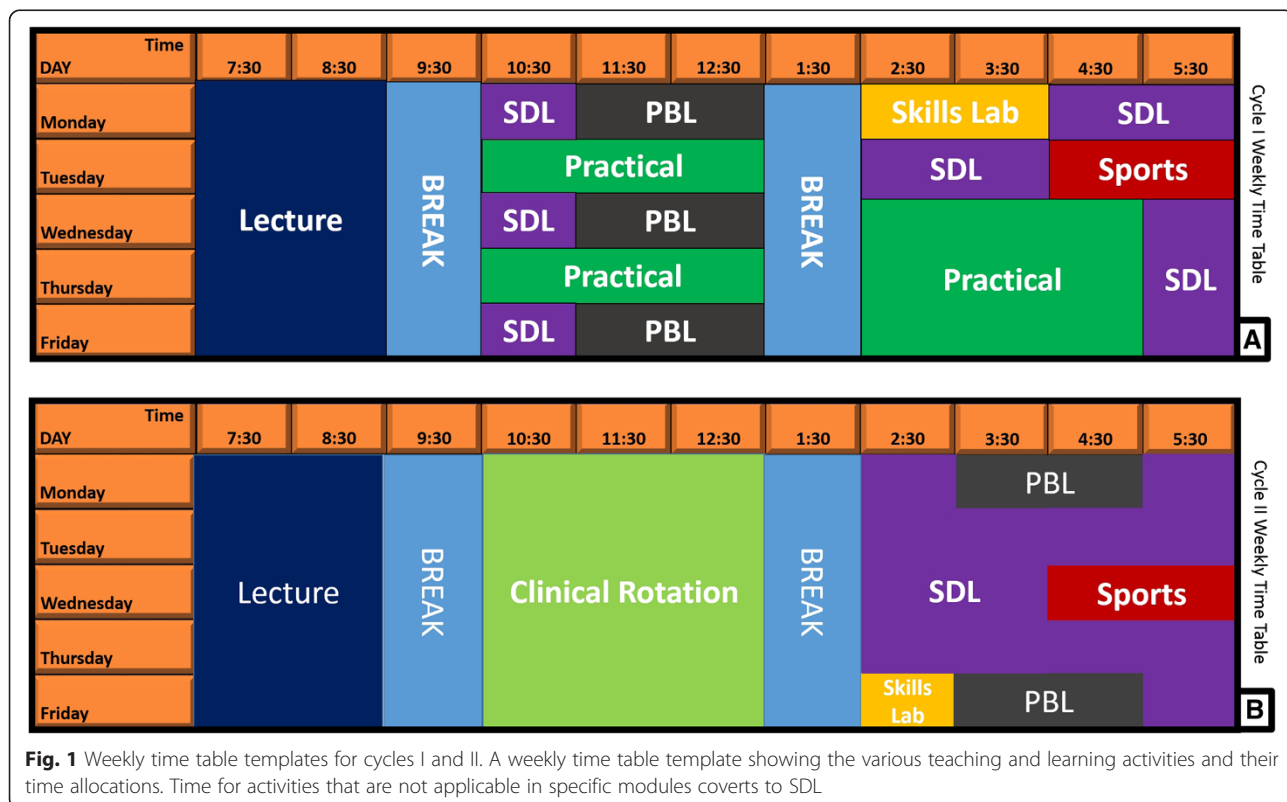 Time
DAY 7:30 8:30 9:30 10:30 11:30 12:30 1:30 2:30 3:30 4:30 5:30
Monday
Tuesday
Wednesday
Thursday
Friday
Lecture
BREAK
SDL PBL
Practical
SDL PBL
Practical
SDL PBL
BREAK
Skills Lab SDL
SDL Sports
Practical SDL
Cycle I Weekly Time Table
A
Time
DAY 7:30 8:30 9:30 10:30 11:30 12:30 1:30 2:30 3:30 4:30 5:30
Monday
Tuesday
Wednesday
Thursday
Friday
Lecture
BREAK
Clinical Rotation
BREAK
PBL
SDL Sports
Skills
Lab
PBL
Cycle II Weekly Time Table
B
Fig. 1 Weekly time table templates for cycles I and II. A weekly time table template showing the various teaching and learning activities and their
time allocations. Time for activities that are not applicable in specific modules coverts to SDL